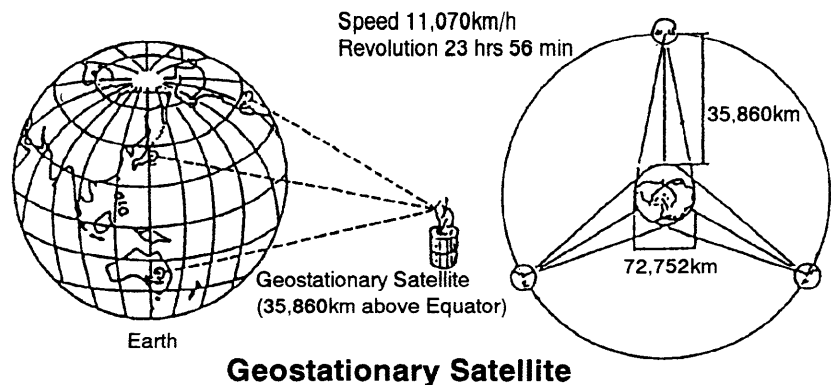 Speed 11,070km/h
Revolution 23 hrs 56 min
35,860km
72,752km
Geostationary Satellite
(35,860km above Equator)
Earth
Geostationary Satellite